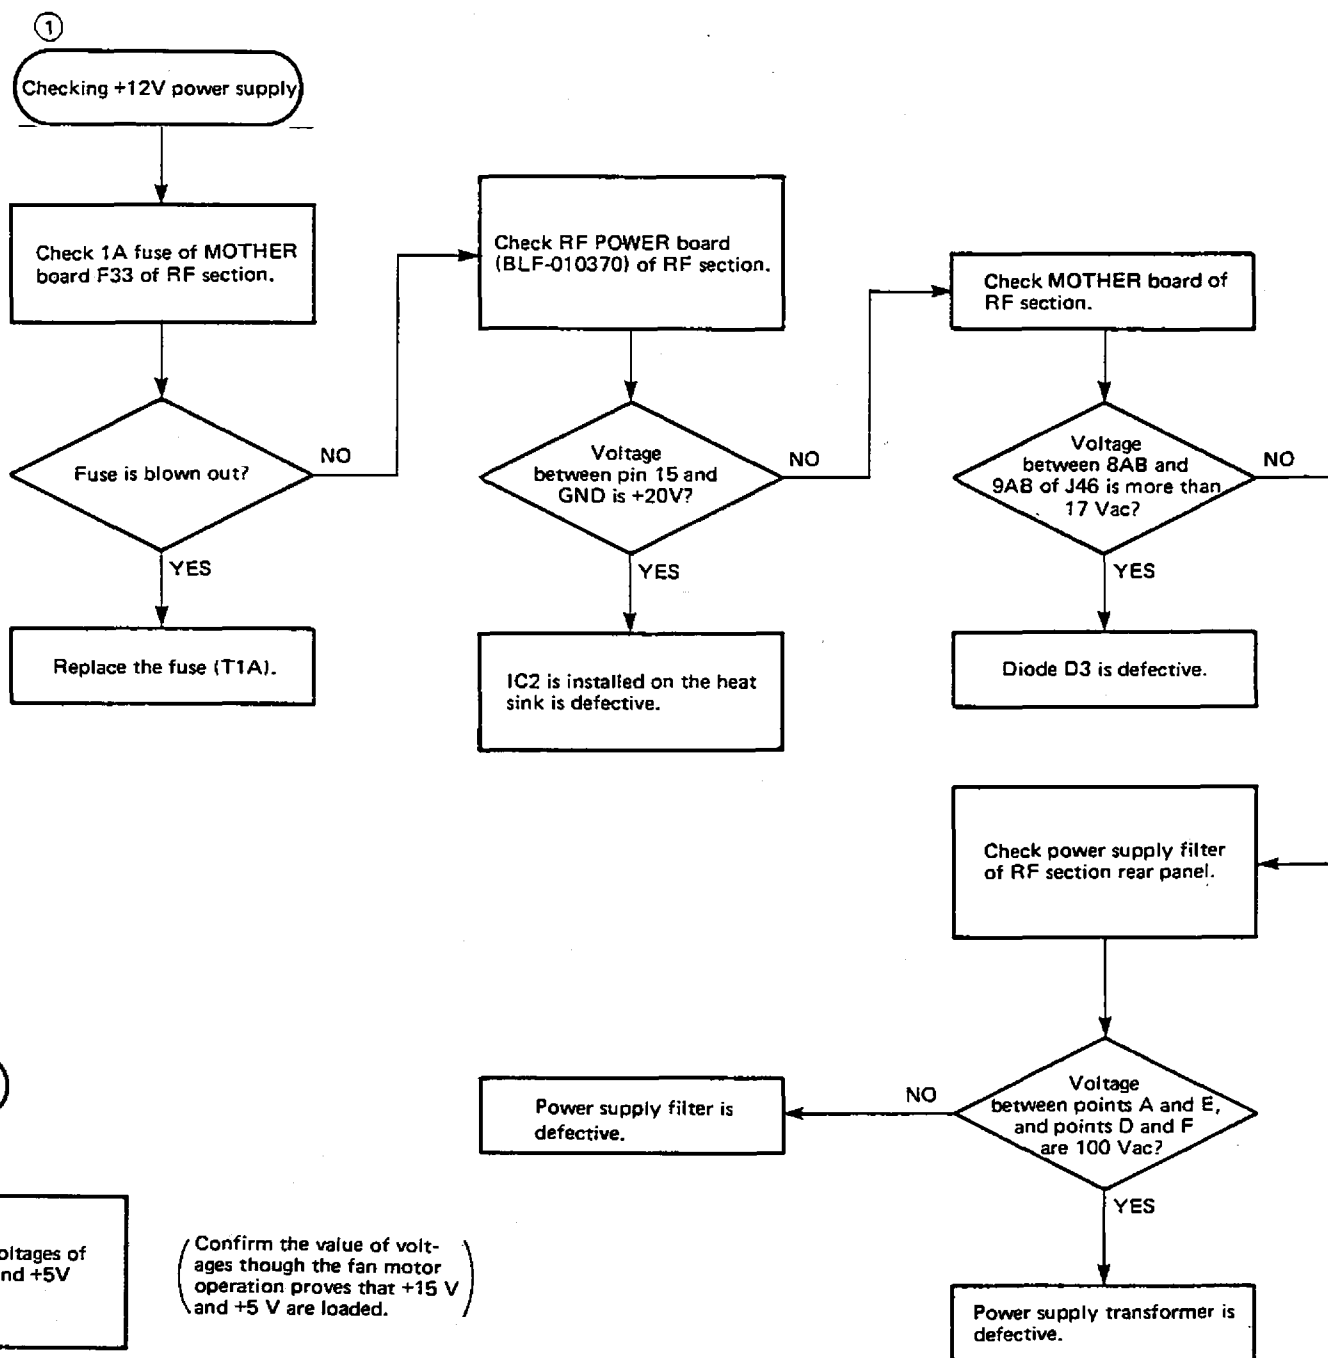 1
Checking +12V power supply
Check 1A fuse of MOTHER
board F33 of RF section.
Fuse is blown out?
NO
YES
Replace the fuse (T1A).
Check RF POWER board
(BLF-010370) of RF section.
Voltage
between pin 15 and
GND is +20V?
NO
YES
IC2 is installed on the heat
sink is defective.
Check MOTHER board of
RF section.
Voltage
between 8AB and
9AB of J46 is more than
17 Vac?
NO
YES
Diode D3 is defective.
Check power supply filter
of RF section rear panel.
Voltage
between points A and E,
and points D and F
are 100 Vac?
NO
Power supply filter is
defective.
YES
Power supply transformer is
defective.
oltages of
nd +5V
(Confirm the value of volt-
ages though the fan motor
operation proves that +15 V
and +5 V are loaded.)